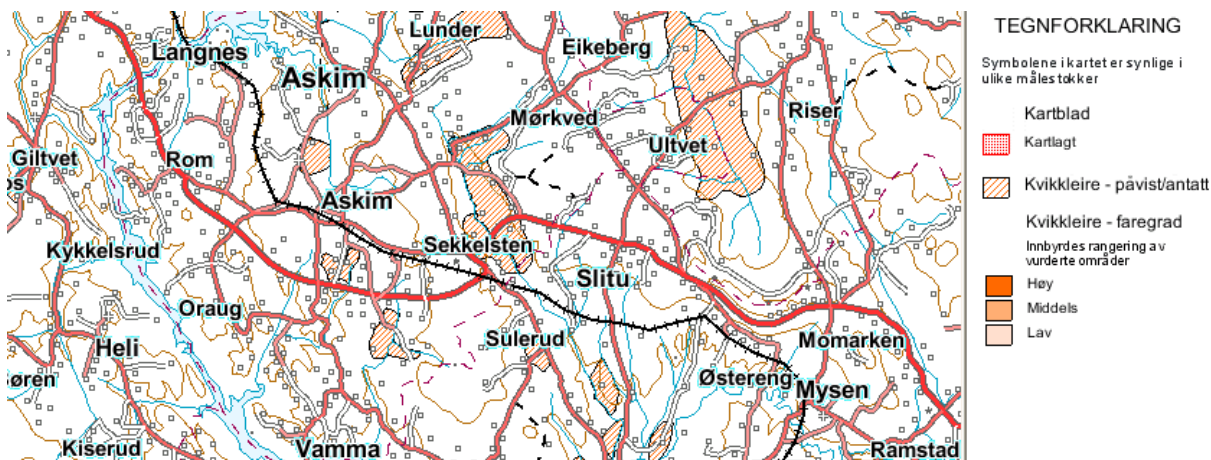 Lunder
Eikeberg
Langnes
Askim
Riser
Mørkved
Ultvet
Giltvet
Rom
os
Askim
Sekkelsten
Kykkelsrud
Slitu
Oraug
Sulerud
Momarken
Heli
øren
Østereng
Mysen
Kiserud
Vamma
Ramstad
TEGNFORKLARING
Symbolene i kartet er synlige i
ulike målestokker
Kartblad
Kartlagt
Kvikkleire - påvist/antatt
Kvikkleire - faregrad
Innbyrdes rangering av
vurderte områder
Høy
Middels
Lav